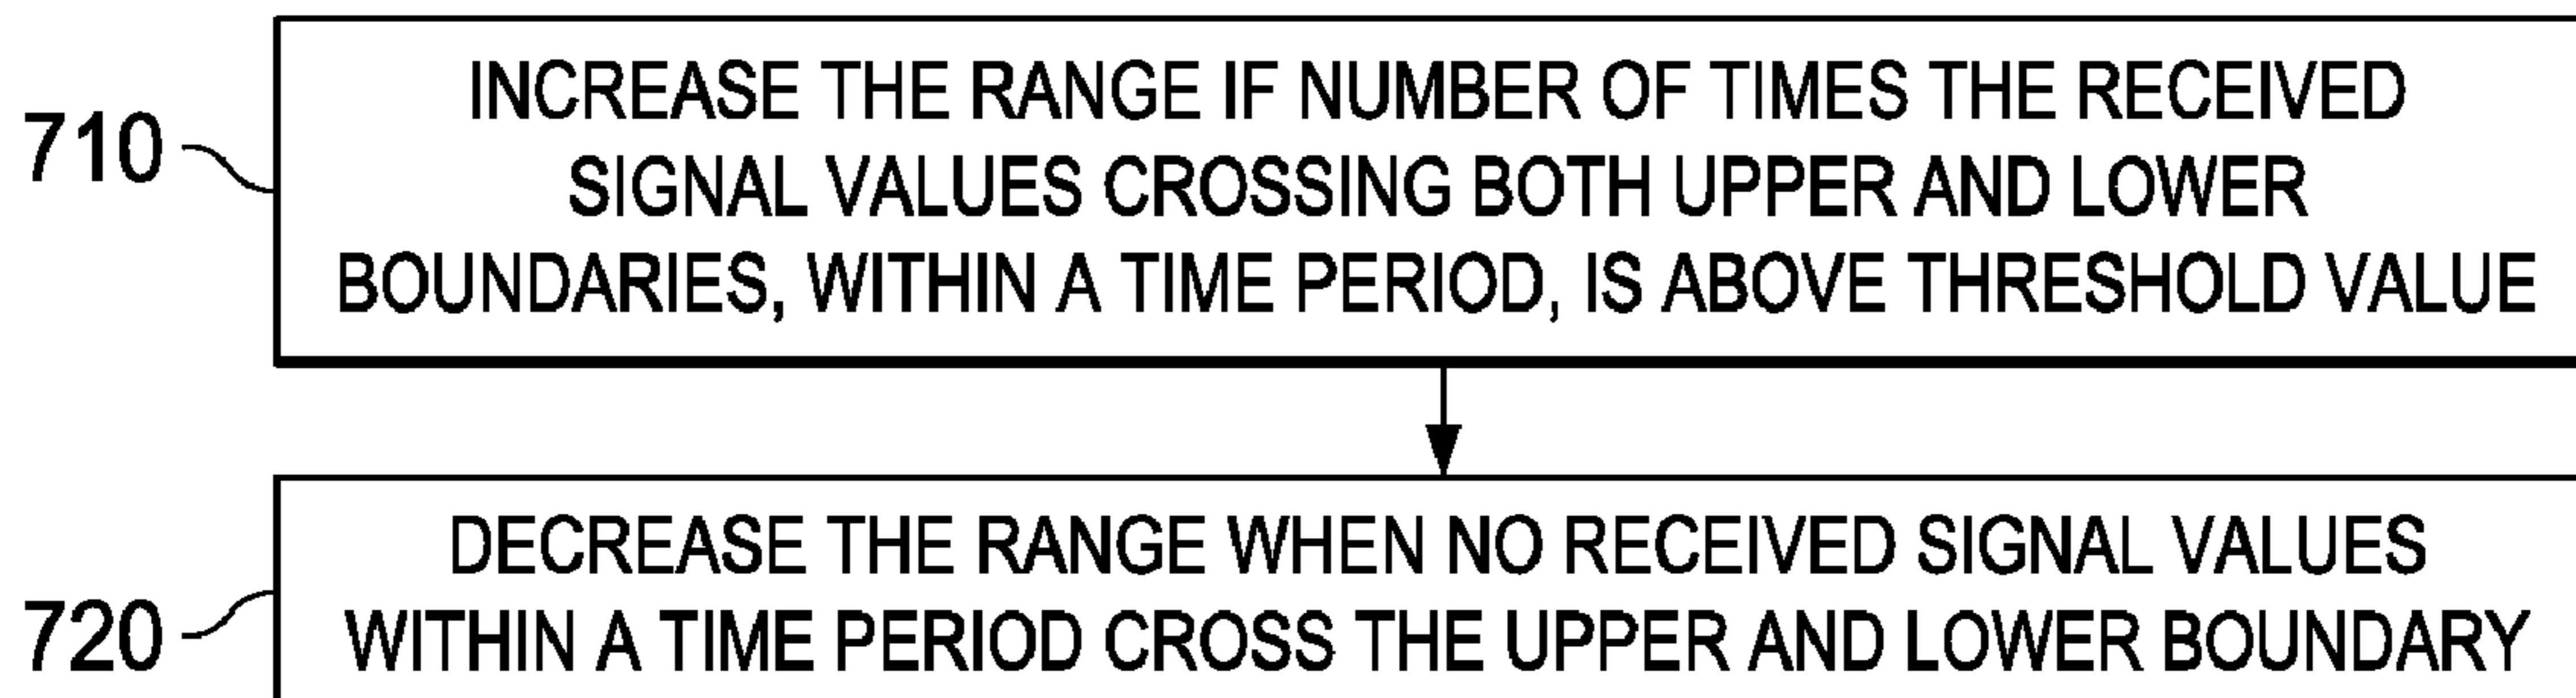 710
INCREASE THE RANGE IF NUMBER OF TIMES THE RECEIVED
SIGNAL VALUES CROSSING BOTH UPPER AND LOWER
BOUNDARIES, WITHIN A TIME PERIOD, IS ABOVE THRESHOLD VALUE
720
DECREASE THE RANGE WHEN NO RECEIVED SIGNAL VALUES
WITHIN A TIME PERIOD CROSS THE UPPER AND LOWER BOUNDARY